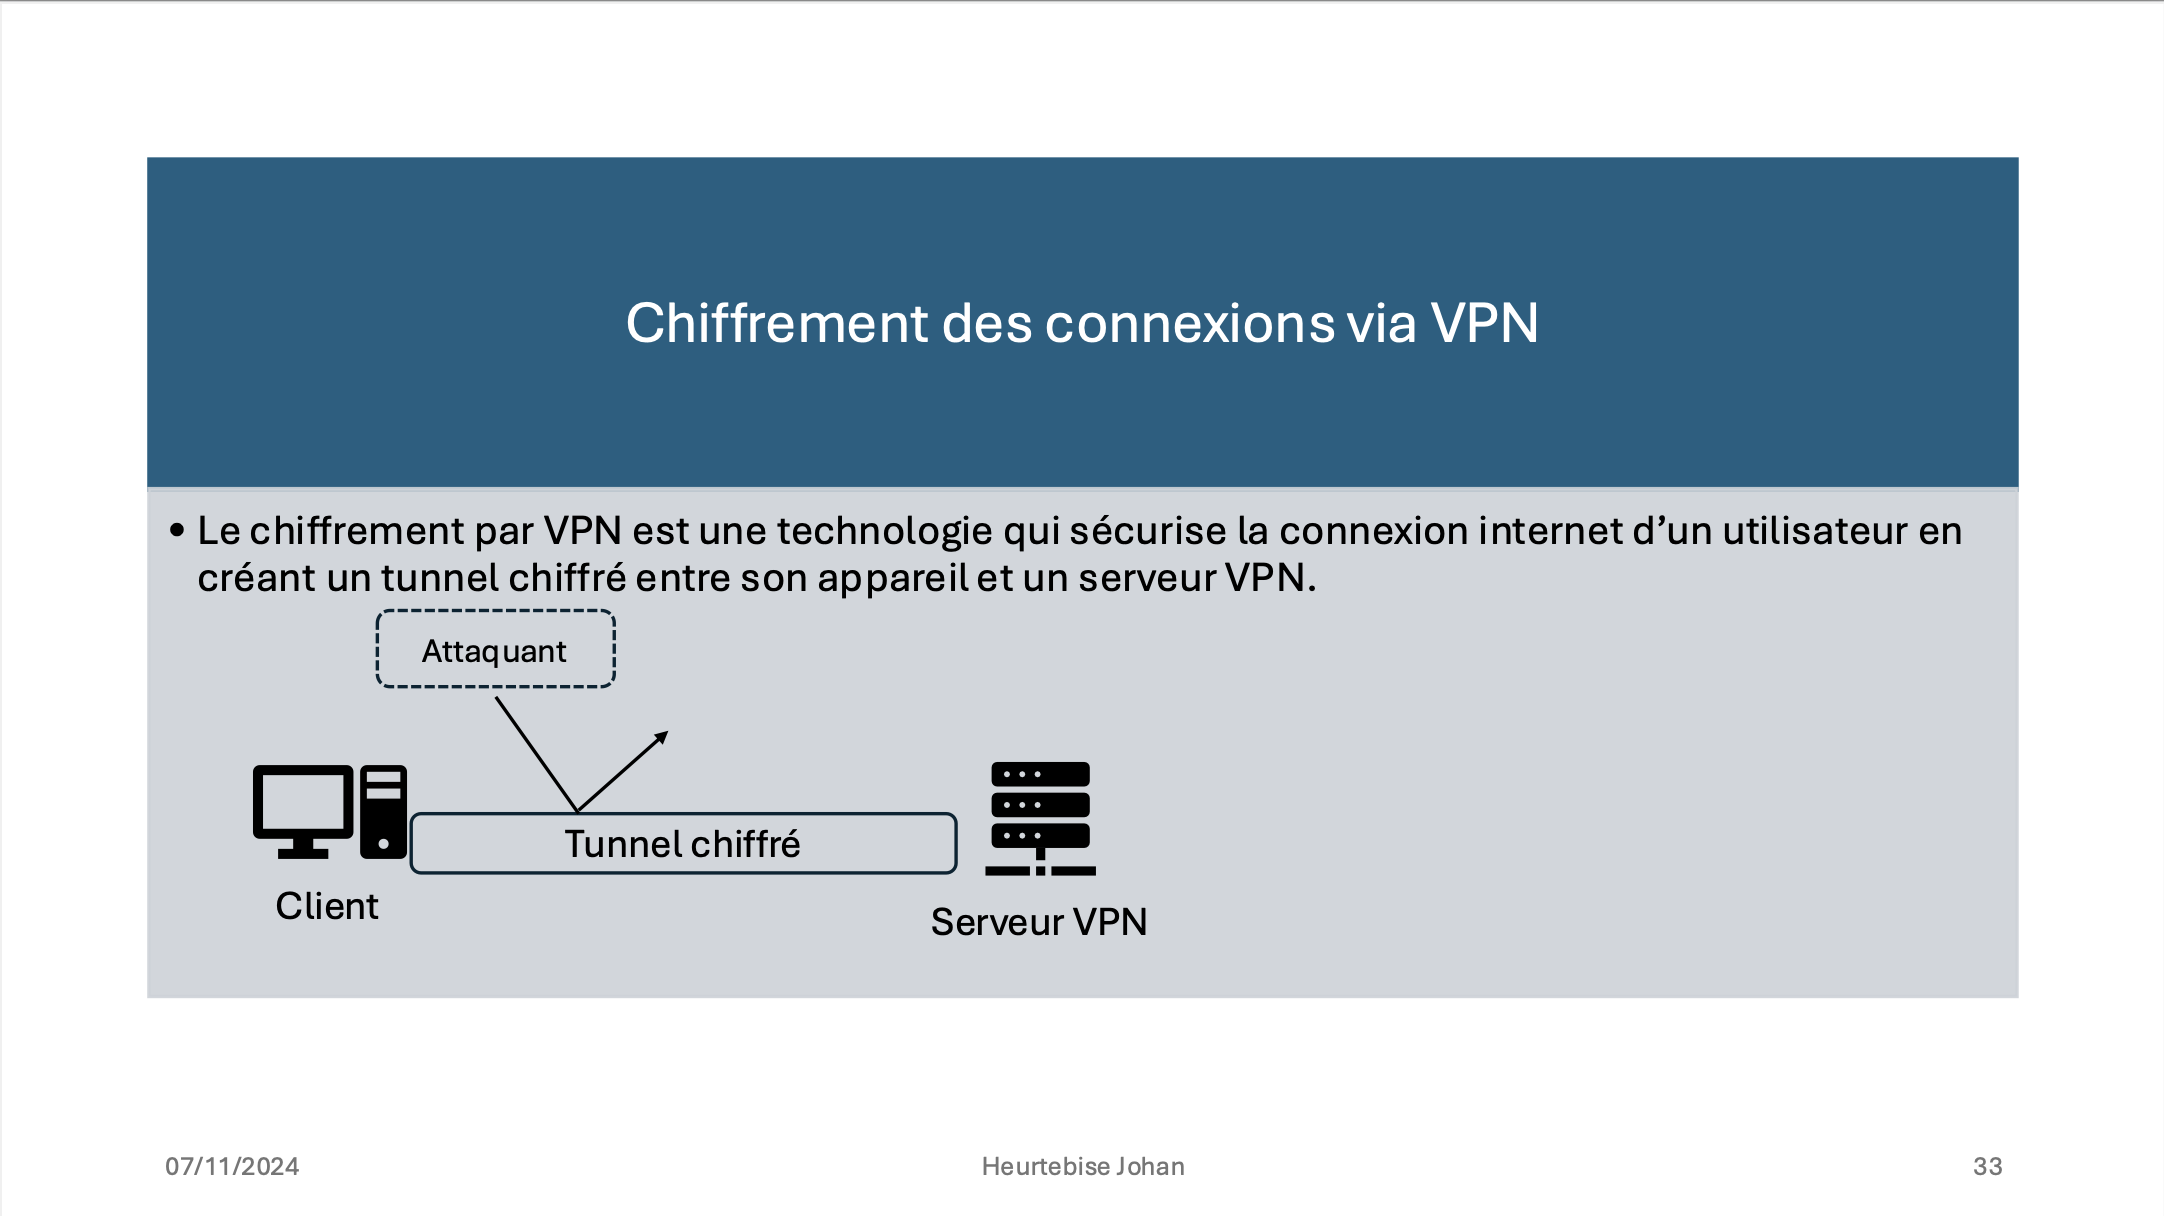 Chiffrement des connexions via VPN
• Le chiffrement par VPN est une technologie qui sécurise la connexion internet d’un utilisateur en
créant un tunnel chiffré entre son appareil et un serveur VPN.
Attaquant
Tunnel chiffré
Client
Serveur VPN
07/11/2024
Heurtebise Johan
33